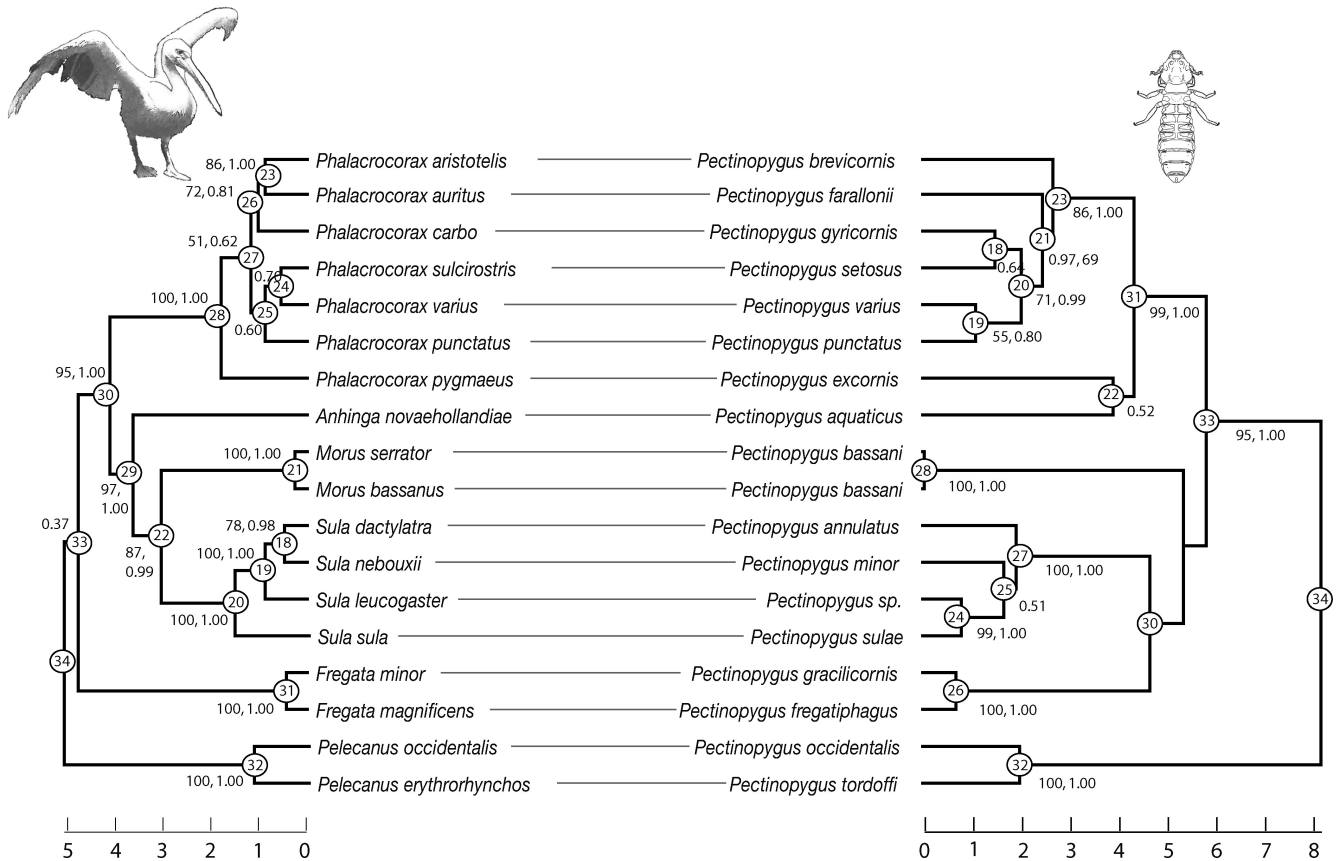 86, 1.00
23
Phalacrocorax aristotelis
Pectinopygus brevicornis
72, 0.81
26
Phalacrocorax auritus
Pectinopygus farallonii
23
86, 1.00
51, 0.62
Phalacrocorax carbo
Pectinopygus gyricornis
18
21
27
0.97, 69
0.64
Phalacrocorax sulcirostris
Pectinopygus setosus
24
20
71, 0.99
31
99, 1.00
100, 1.00
28
25
0.60
Phalacrocorax varius
Pectinopygus varius
19
55, 0.80
Phalacrocorax punctatus
Pectinopygus punctatus
95, 1.00
30
Phalacrocorax pygmaeus
Pectinopygus excornis
22
0.52
Anhinga novaehollandiae
Pectinopygus aquaticus
33
95, 1.00
100, 1.00
Morus serrator
Pectinopygus bassani
29
97,
1.00
21
28
100, 1.00
Morus bassanus
Pectinopygus bassani
0.37
33
22
87,
0.99
78, 0.98
Sula dactylatra
Pectinopygus annulatus
18
27
100, 1.00
100, 1.00
19
Sula nebouxii
Pectinopygus minor
25
0.51
20
100, 1.00
Sula leucogaster
Pectinopygus sp.
24
99, 1.00
30
34
Sula sula
Pectinopygus sulae
34
Fregata minor
Pectinopygus gracilicornis
31
100, 1.00
26
100, 1.00
Fregata magnificens
Pectinopygus fregatiphagus
Pelecanus occidentalis
Pectinopygus occidentalis
32
100, 1.00
32
100, 1.00
Pelecanus erythrorhynchos
Pectinopygus tordoffi
5 4 3 2 1 0
0 1 2 3 4 5 6 7 8